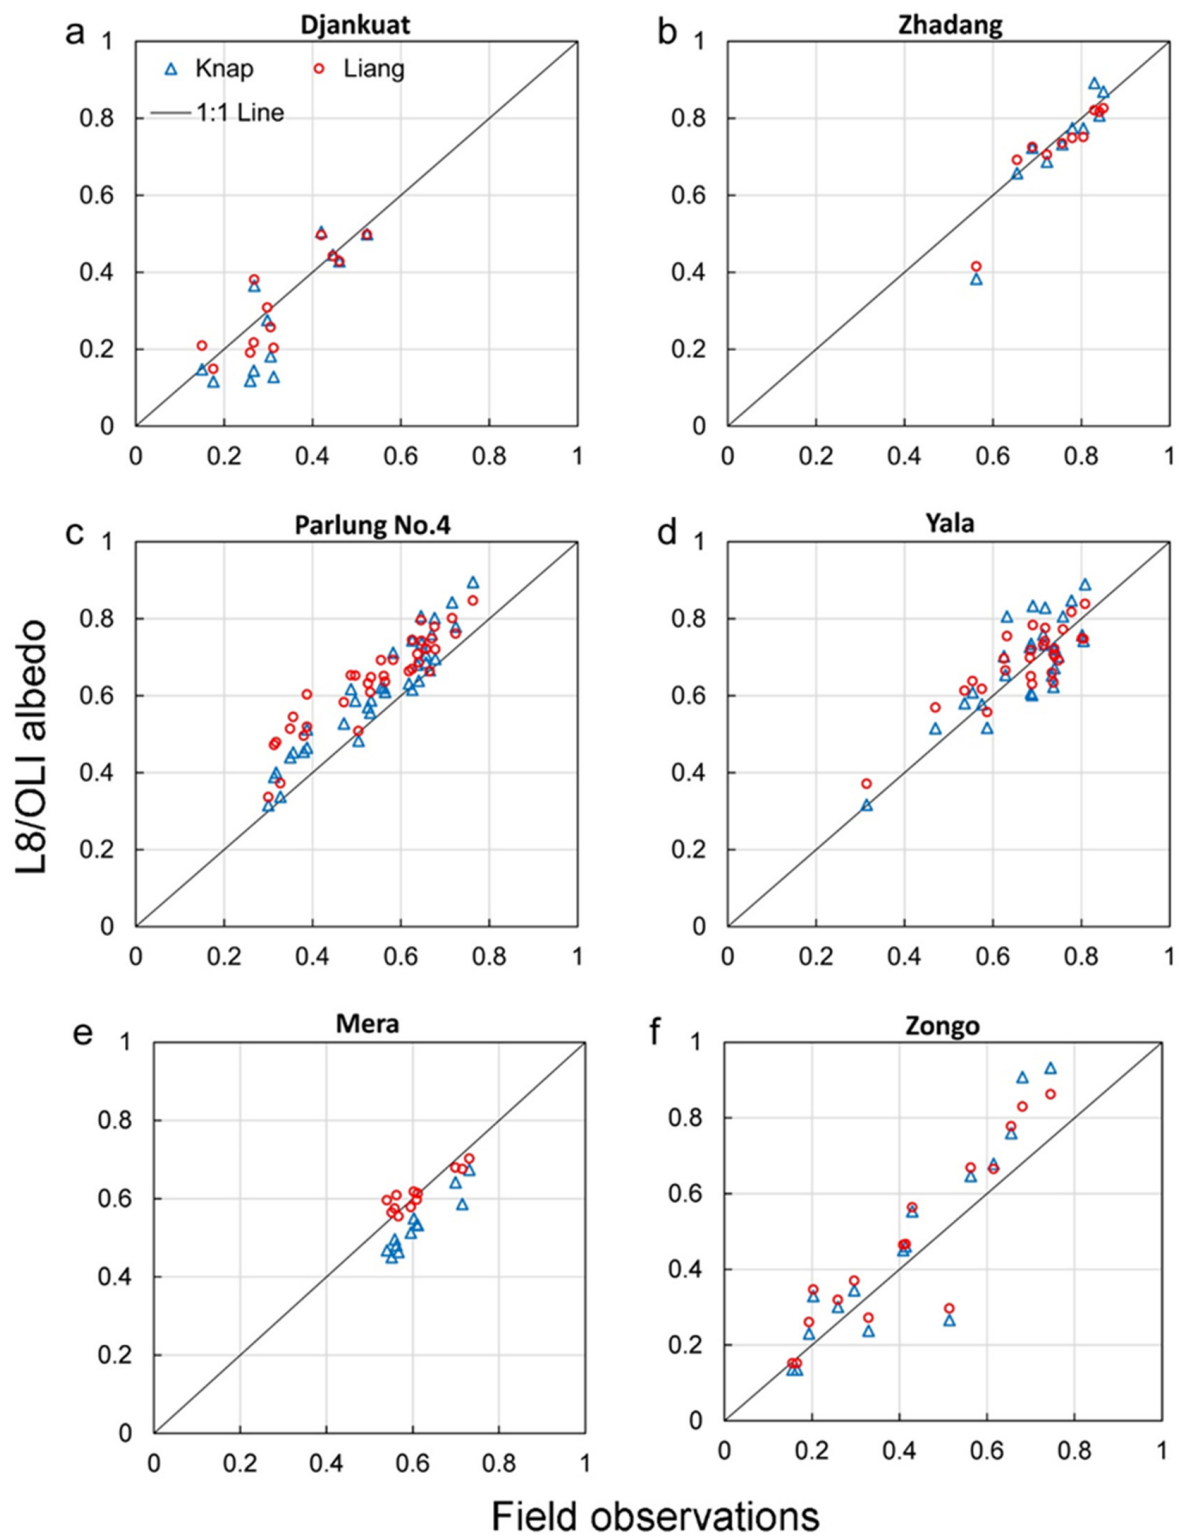 a Djankuat
b Zhadang
1
0.8
0.6
0.4
0.2
0
Knap
Liang
1:1 Line
0 0.2 0.4 0.6 0.8 1
1
0.8
0.6
0.4
0.2
0
0 0.2 0.4 0.6 0.8 1
c Parlung No.4
1
0.8
0.6
0.4
0.2
0
0 0.2 0.4 0.6 0.8 1
d Yala
1
0.8
0.6
0.4
0.2
0
0 0.2 0.4 0.6 0.8 1
L8/OLI albedo
e Mera
1
0.8
0.6
0.4
0.2
0
0 0.2 0.4 0.6 0.8 1
f Zongo
1
0.8
0.6
0.4
0.2
0
0 0.2 0.4 0.6 0.8 1
Field observations